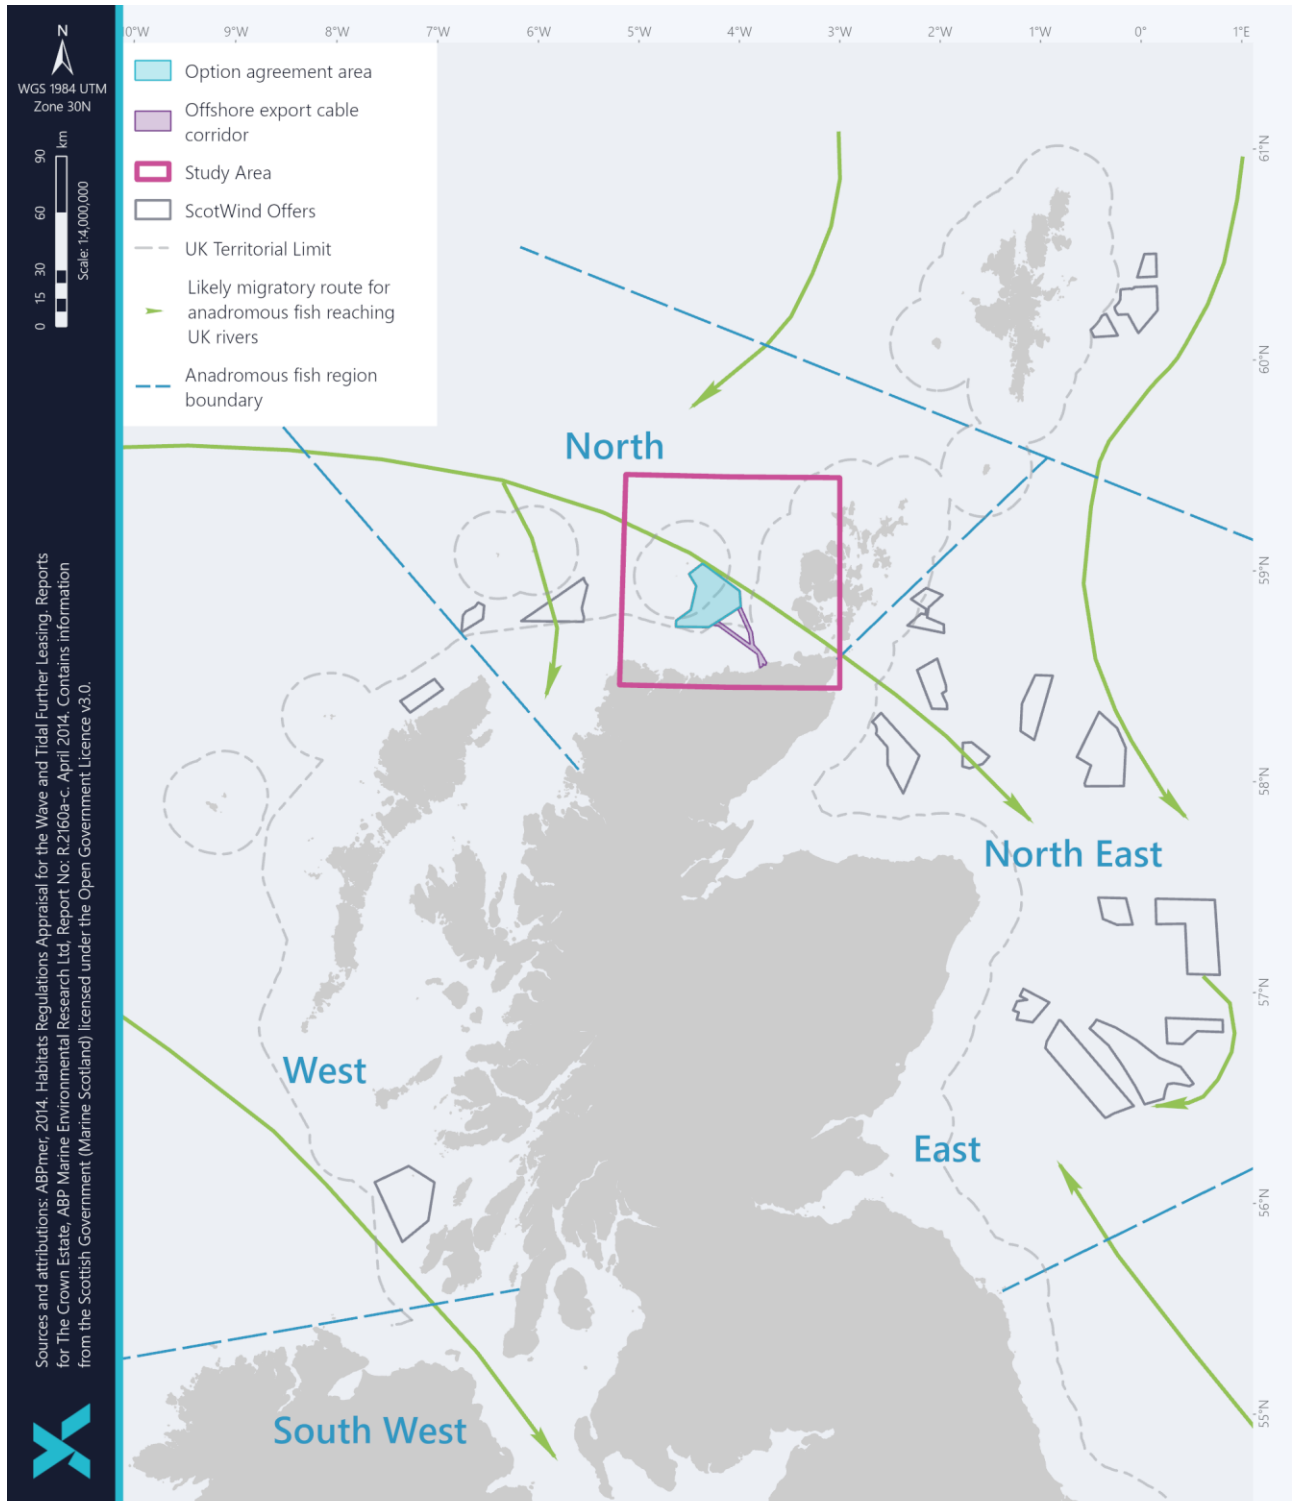 N
WGS 1984 UTM
Zone 30N
0 15 30 60 90
km
Scale: 1:4,000,000
Sources and attributions: ABPmer, 2014. Habitats Regulations Appraisal for the Wave and Tidal Further Leasing. Reports
for The Crown Estate, ABP Marine Environmental Research Ltd, Report No: R.2160a-c. April 2014. Contains information
from the Scottish Government (Marine Scotland) licensed under the Open Government Licence v3.0.
0°W 9°W 8°W 7°W 6°W 5°W 4°W 3°W 2°W 1°W 0° 1°E
Option agreement area
Offshore export cable
corridor
Study Area
ScotWind Offers
UK Territorial Limit
Likely migratory route for
anadromous fish reaching
UK rivers
Anadromous fish region
boundary
61°N
60°N
59°N
58°N
57°N
56°N
55°N
North
North East
West
East
South West